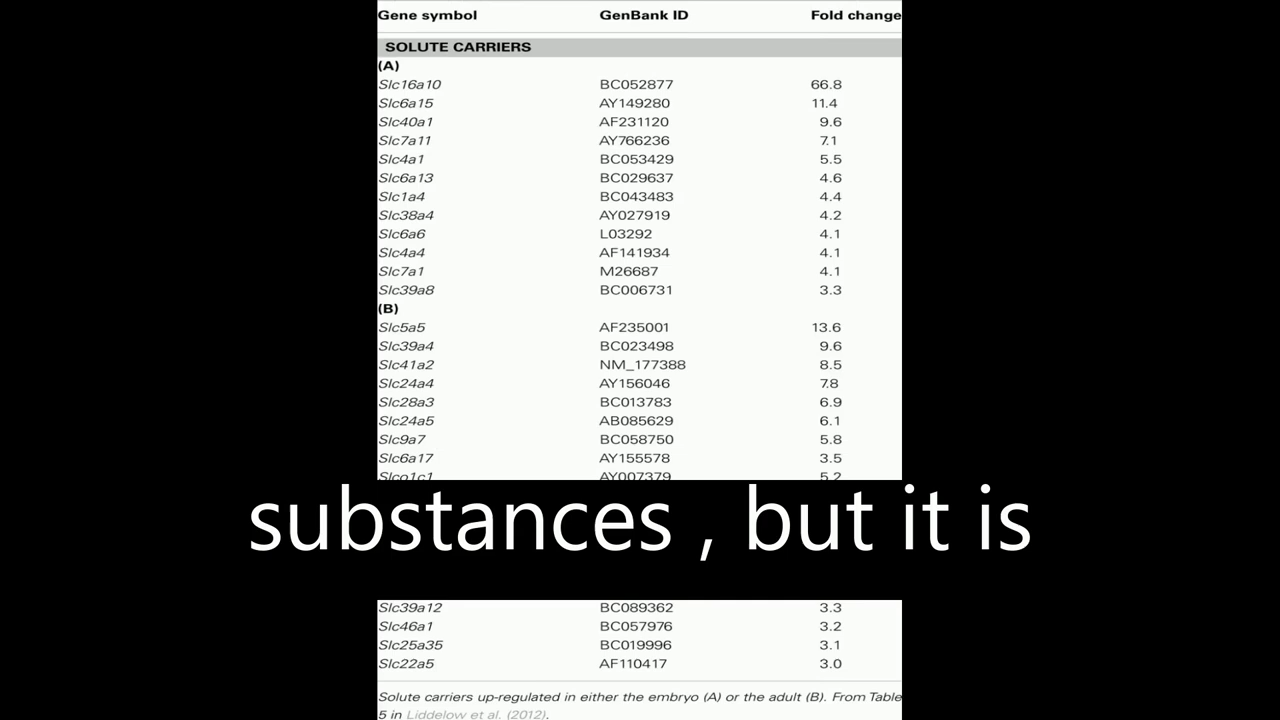 Gene symbol GenBank ID Fold change
SOLUTE CARRIERS
(A)
Slc16a10 BC052877 66.8
Slc6a15 AY149280 11.4
Slc40a1 AF231120 9.6
Slc7a11 AY766236 7.1
Slc4a1 BC053429 5.5
Slc6a13 BC029637 4.6
Slc1a4 BC043483 4.4
Slc38a4 AY027919 4.2
Slc6a6 L03292 4.1
Slc4a4 AF141934 4.1
Slc7a1 M26687 4.1
Slc39a8 BC006731 3.3
(B)
Slc5a5 AF235001 13.6
Slc39a4 BC023498 9.6
Slc41a2 NM_177388 8.5
Slc24a4 AY156046 7.8
Slc28a3 BC013783 6.9
Slc24a5 AB085629 6.1
Slc9a7 BC058750 5.8
Slc6a17 AY155578 3.5
Slco1c1 AY007379 5.2
substances , but it is
Slc39a12 BC089362 3.3
Slc46a1 BC057976 3.2
Slc25a35 BC019996 3.1
Slc22a5 AF110417 3.0
Solute carriers up-regulated in either the embryo (A) or the adult (B). From Table
5 in Liddelow et al. (2012).